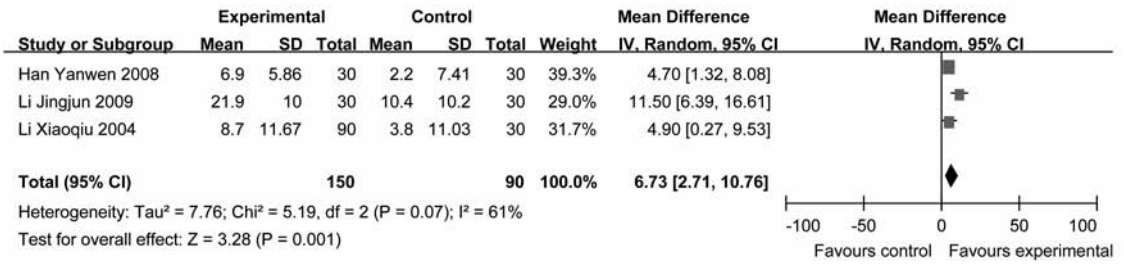 Experimental Control Mean Difference Mean Difference
Study or Subgroup Mean SD Total Mean SD Total Weight IV, Random, 95% CI IV, Random, 95% CI
Han Yanwen 2008 6.9 5.86 30 2.2 7.41 30 39.3% 4.70 [1.32, 8.08]
Li Jingjun 2009 21.9 10 30 10.4 10.2 30 29.0% 11.50 [6.39, 16.61]
Li Xiaoqiu 2004 8.7 11.67 90 3.8 11.03 30 31.7% 4.90 [0.27, 9.53]
Total (95% CI) 150 90 100.0% 6.73 [2.71, 10.76]
Heterogeneity: Tau² = 7.76; Chi² = 5.19, df = 2 (P = 0.07); I² = 61%
Test for overall effect: Z = 3.28 (P = 0.001)
-100 -50 0 50 100
Favours control Favours experimental